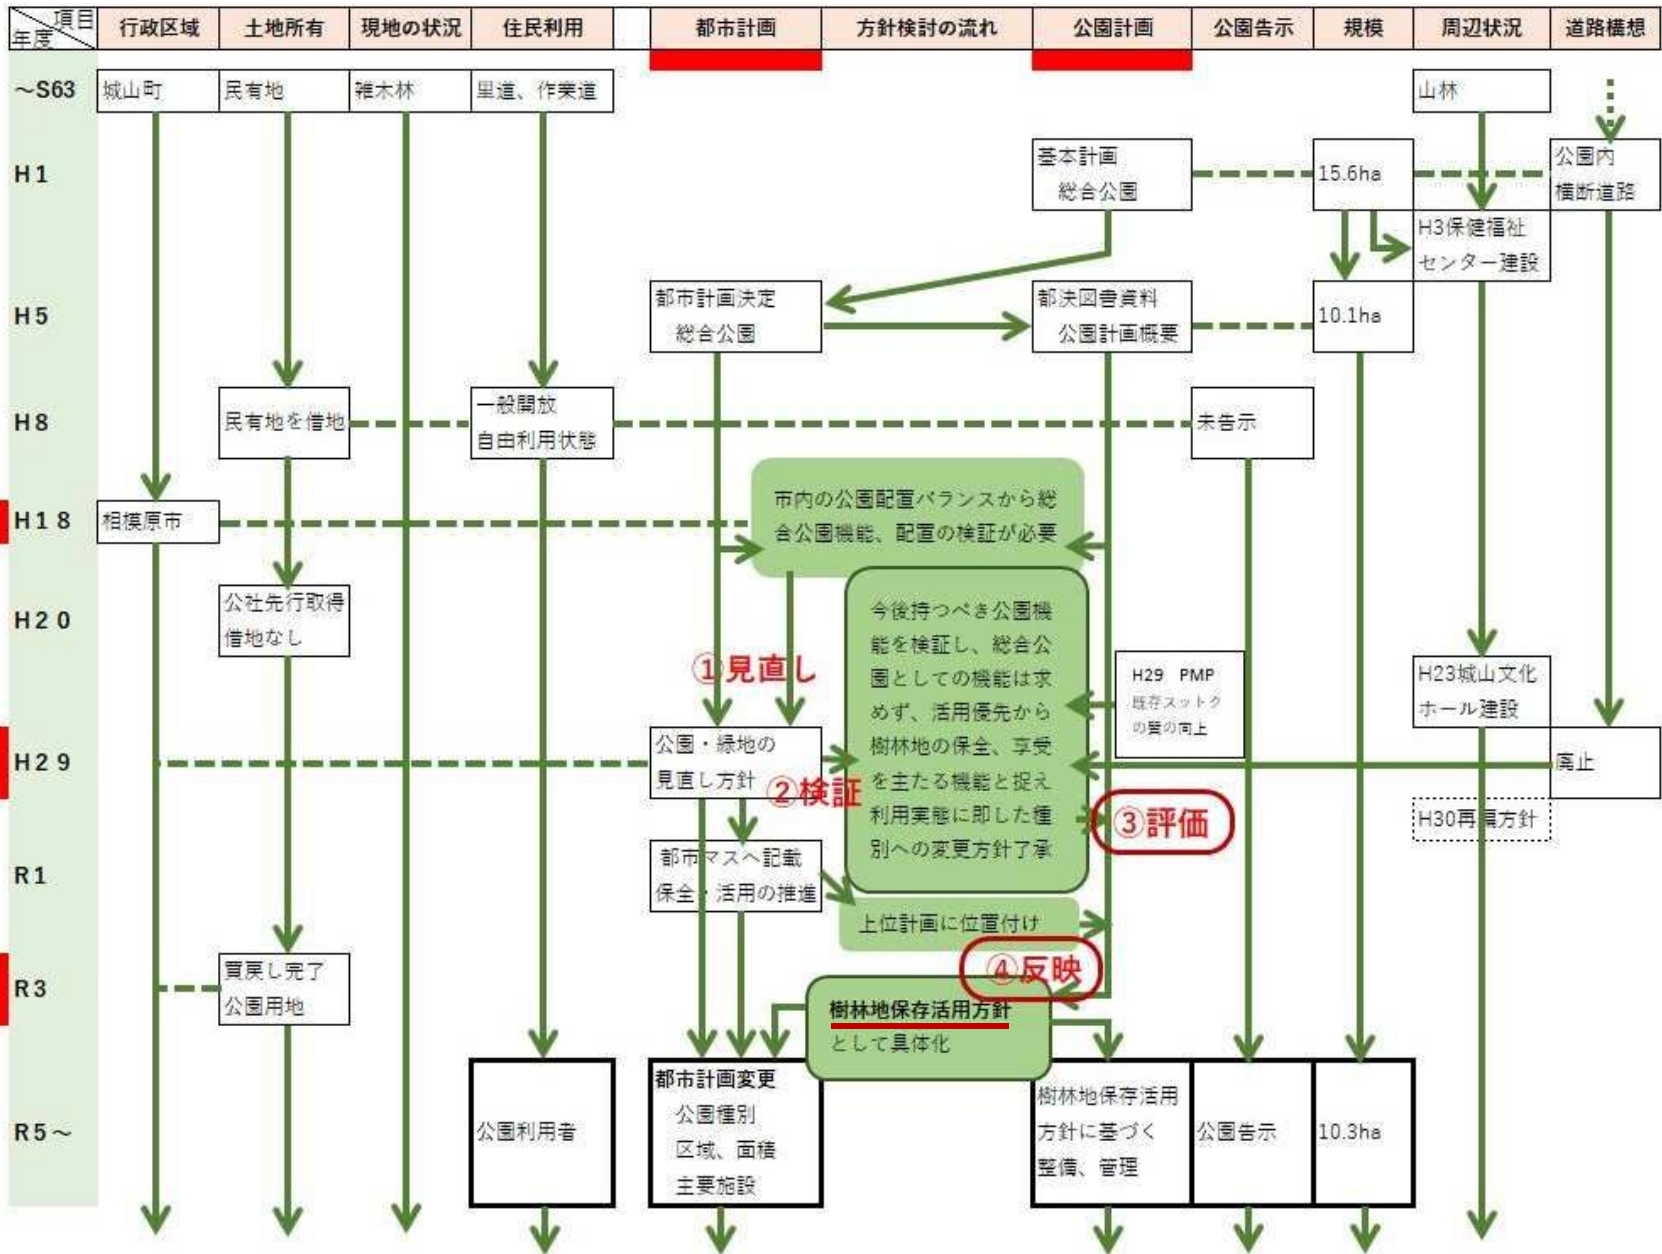 項目
年度
行政区域
土地所有
現地の状況
住民利用
都市計画
方針検討の流れ
公園計画
公園告示
規模
周辺状況
道路構想
～S63
城山町
民有地
雑木林
里道、作業道
山林
H1
基本計画
総合公園
15.6ha
公園内
横断道路
H3保健福祉
センター建設
H5
都市計画決定
総合公園
都決図書資料
公園計画概要
10.1ha
H8
民有地を借地
一般開放
自由利用状態
未告示
H18
相模原市
市内の公園配置バランスから総
合公園機能、配置の検証が必要
H20
公社先行取得
借地なし
今後持つべき公園機
能を検証し、総合公
園としての機能は求
めず、活用優先から
樹林地の保全、享受
を主たる機能と捉え
利用実態に即した種
別への変更方針了承
①見直し
H29 PMP
既存スットク
の質の向上
H23城山文化
ホール建設
H29
公園・緑地の
見直し方針
②検証
廃止
③評価
H30再編方針
R1
都市マスへ記載
保全・活用の推進
上位計画に位置付け
④反映
R3
買戻し完了
公園用地
樹林地保存活用方針
として具体化
R5～
公園利用者
都市計画変更
公園種別
区域、面積
主要施設
樹林地保存活用
方針に基づく
整備、管理
公園告示
10.3ha